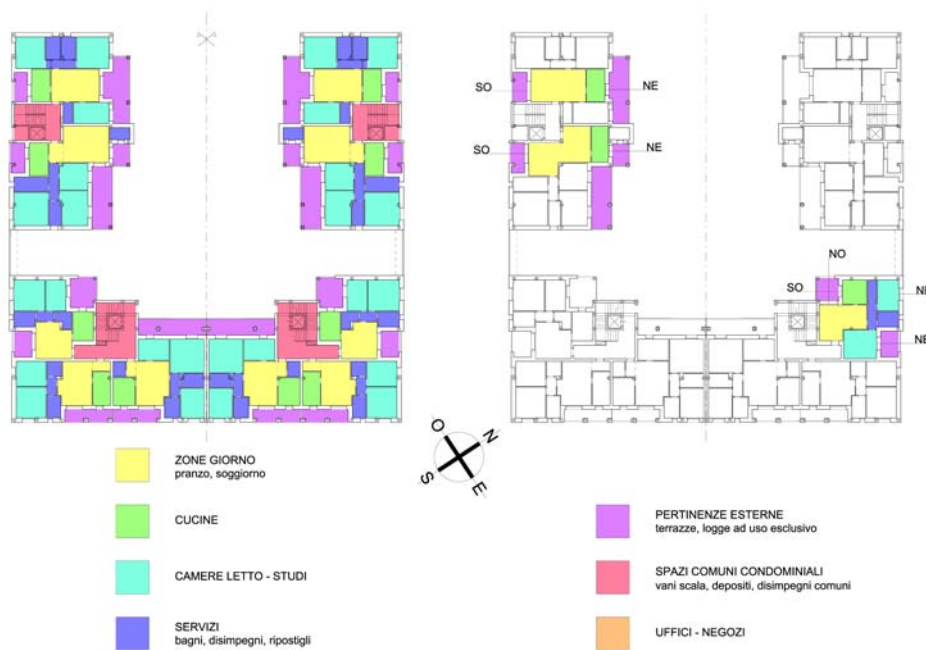 SO
NE
SO
NE
NO
SO
NE
NE
O
N
S
E
ZONE GIORNO
pranzo, soggiorno
CUCINE
CAMERE LETTO - STUDI
SERVIZI
bagni, disimpegni, ripostigli
PERTINENZE ESTERNE
terrazze, logge ad uso esclusivo
SPAZI COMUNI CONDOMINIALI
vani scala, depositi, disimpegni comuni
UFFICI - NEGOZI